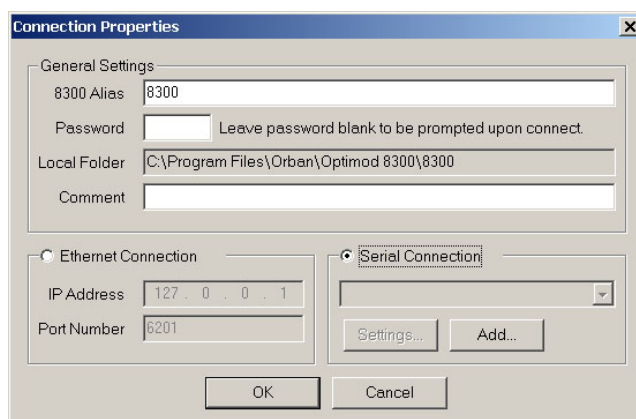 Connection Properties
General Settings
8300 Alias 8300
Password Leave password blank to be prompted upon connect.
Local Folder C:\Program Files\Orban\Optimod 8300\8300
Comment
Ethernet Connection
IP Address 127 . 0 . 0 . 1
Port Number 6201
Serial Connection
Settings... Add...
OK Cancel